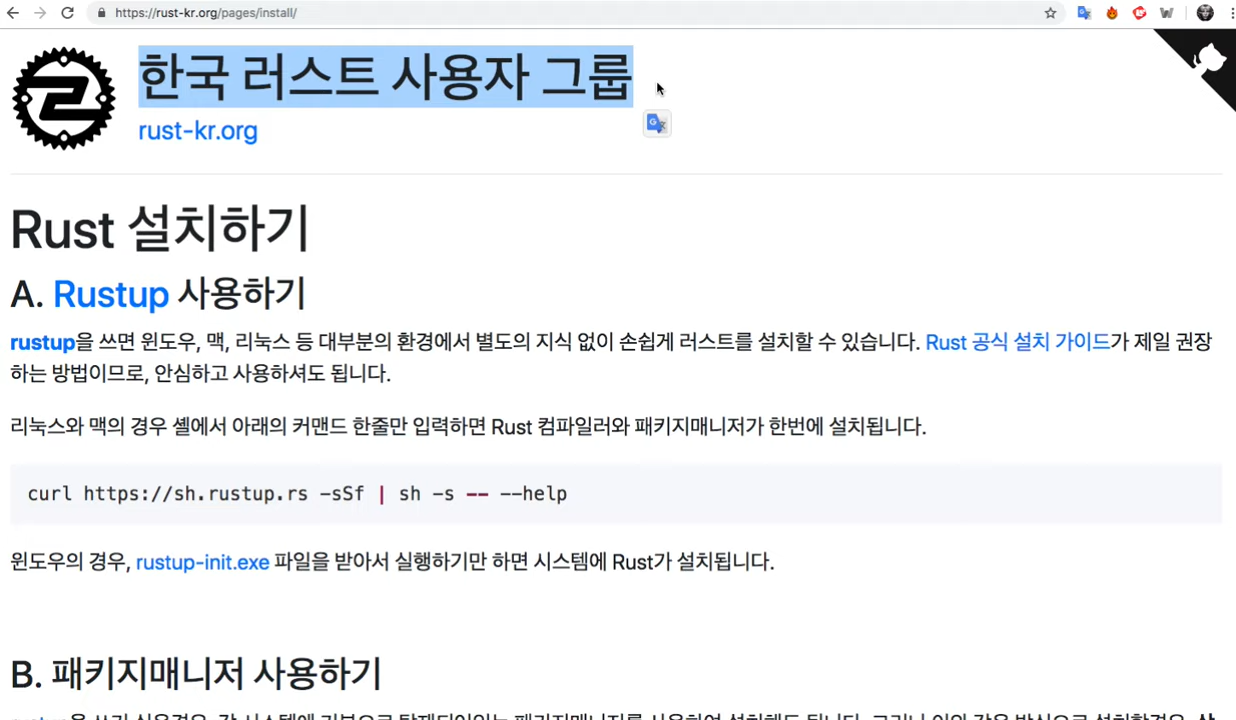 https://rust-kr.org/pages/install/
한국 러스트 사용자 그룹
rust-kr.org
Rust 설치하기
A. Rustup 사용하기
rustup을 쓰면 윈도우, 맥, 리눅스 등 대부분의 환경에서 별도의 지식 없이 손쉽게 러스트를 설치할 수 있습니다. Rust 공식 설치 가이드가 제일 권장
하는 방법이므로, 안심하고 사용하셔도 됩니다.
리눅스와 맥의 경우 셸에서 아래의 커맨드 한줄만 입력하면 Rust 컴파일러와 패키지매니저가 한번에 설치됩니다.
curl https://sh.rustup.rs -sSf | sh -s -- --help
윈도우의 경우, rustup-init.exe 파일을 받아서 실행하기만 하면 시스템에 Rust가 설치됩니다.
B. 패키지매니저 사용하기